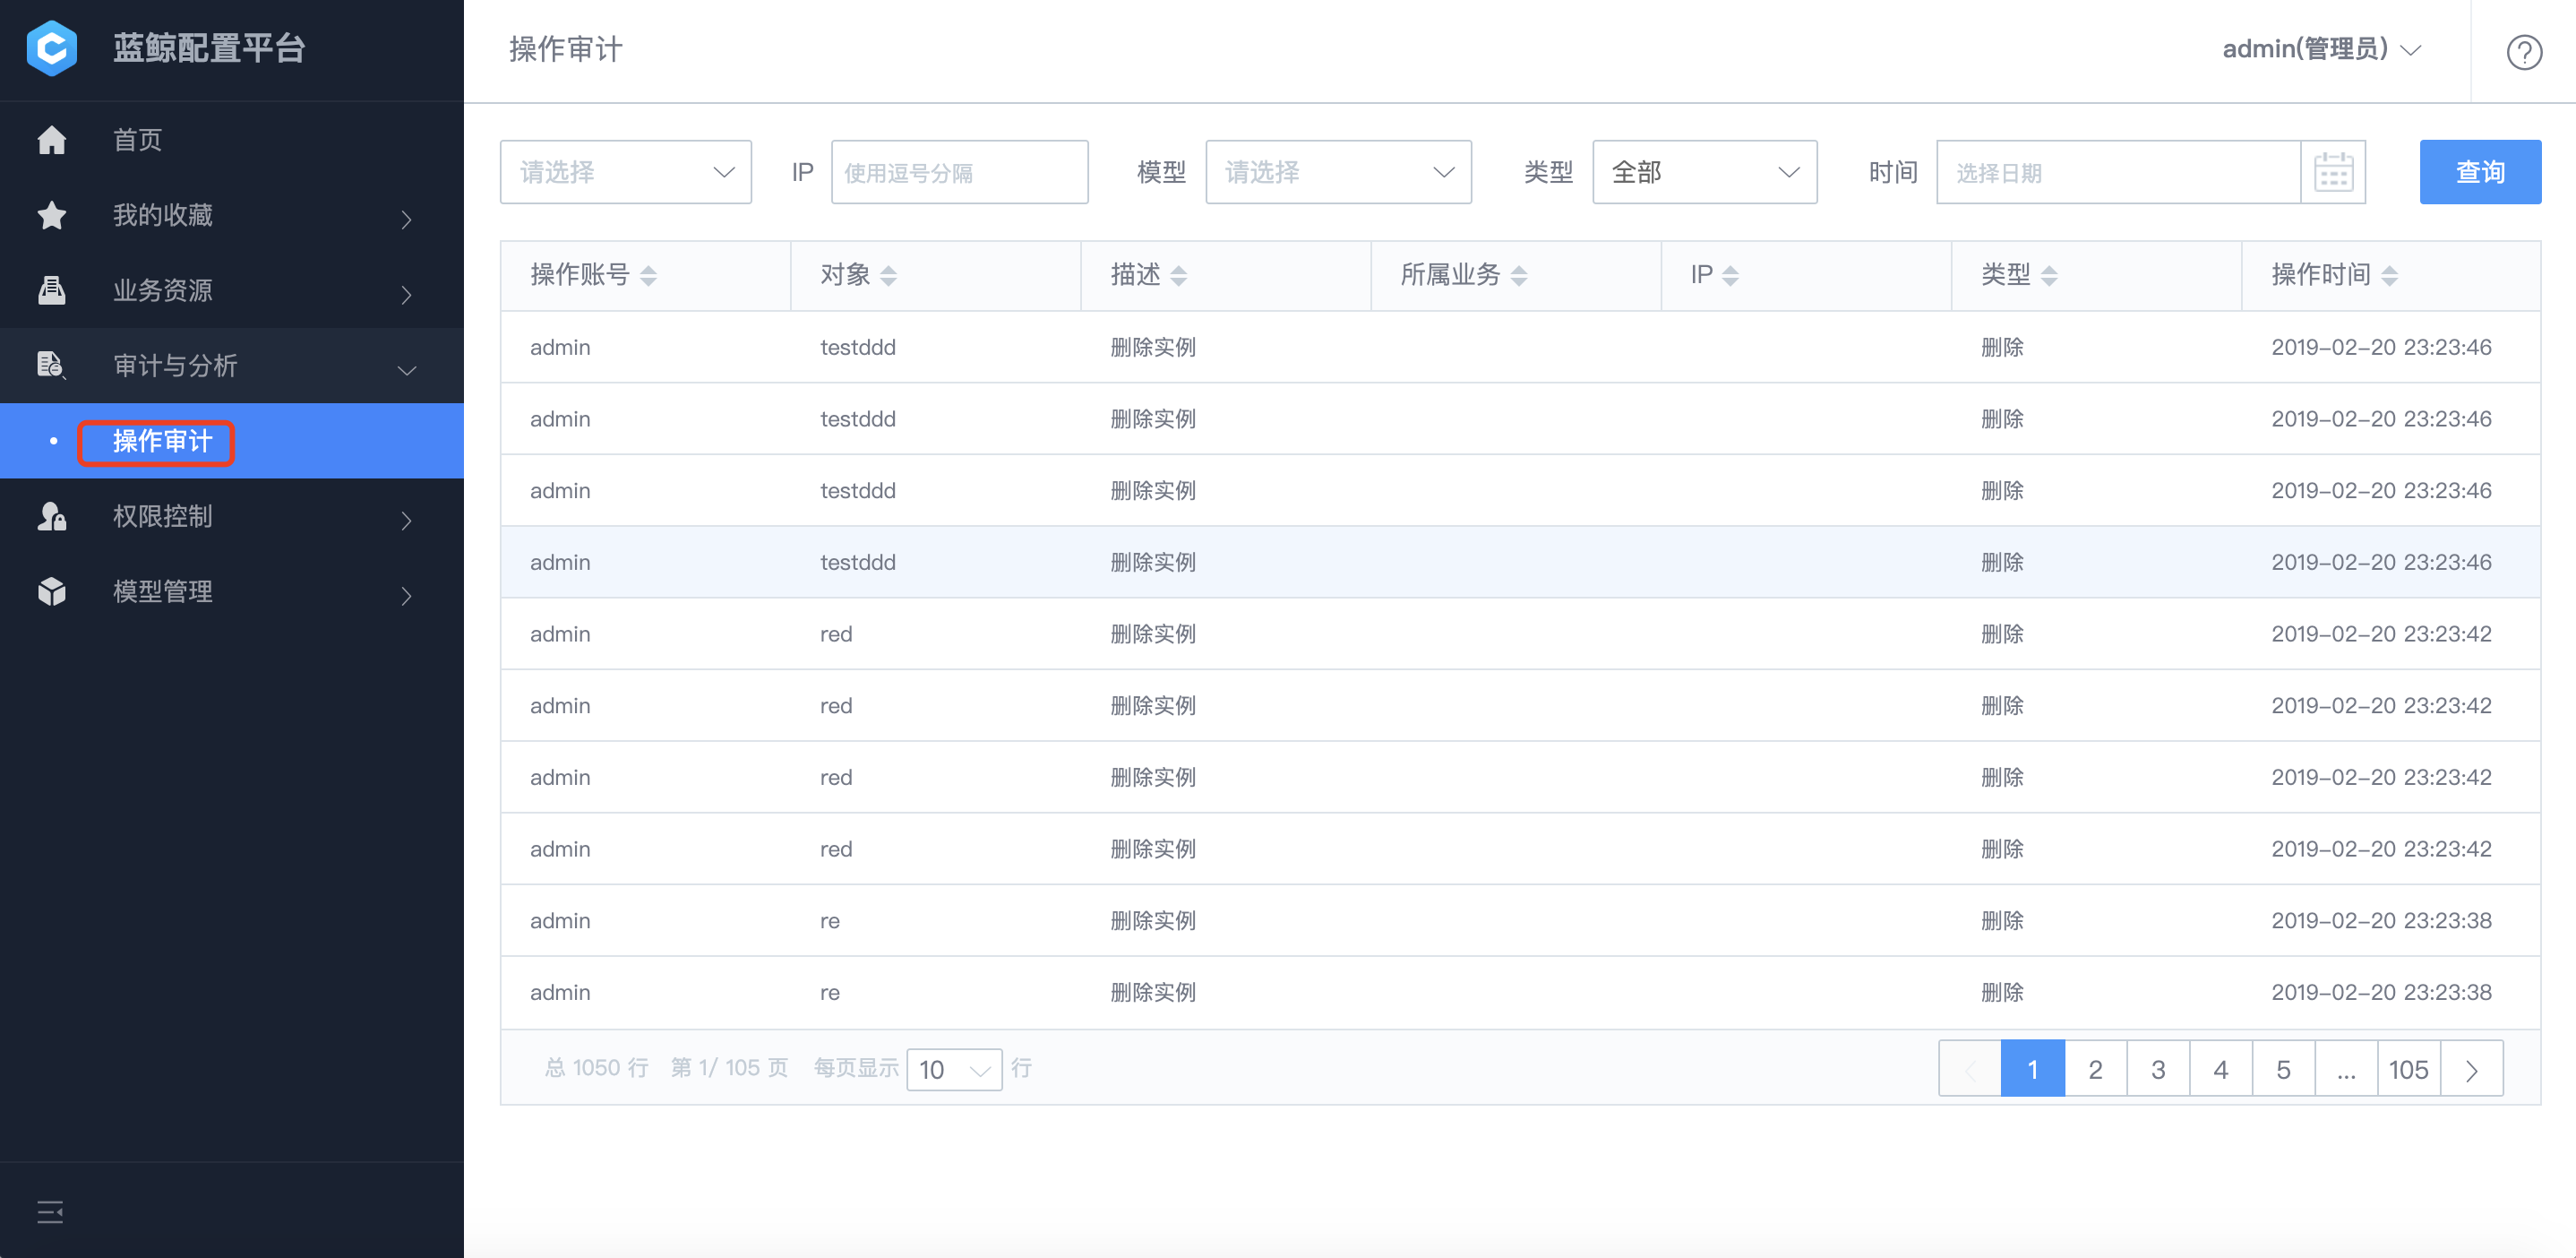 蓝鲸配置平台
首页
我的收藏
业务资源
审计与分析
操作审计
权限控制
模型管理
操作审计
admin(管理员)
请选择 IP 使用逗号分隔 模型 请选择 类型 全部 时间 选择日期 查询
操作账号 对象 描述 所属业务 IP 类型 操作时间
admin testddd 删除实例 删除 2019-02-20 23:23:46
admin testddd 删除实例 删除 2019-02-20 23:23:46
admin testddd 删除实例 删除 2019-02-20 23:23:46
admin testddd 删除实例 删除 2019-02-20 23:23:46
admin red 删除实例 删除 2019-02-20 23:23:42
admin red 删除实例 删除 2019-02-20 23:23:42
admin red 删除实例 删除 2019-02-20 23:23:42
admin red 删除实例 删除 2019-02-20 23:23:42
admin re 删除实例 删除 2019-02-20 23:23:38
admin re 删除实例 删除 2019-02-20 23:23:38
总 1050 行 第 1/ 105 页 每页显示 10 行 1 2 3 4 5 ... 105